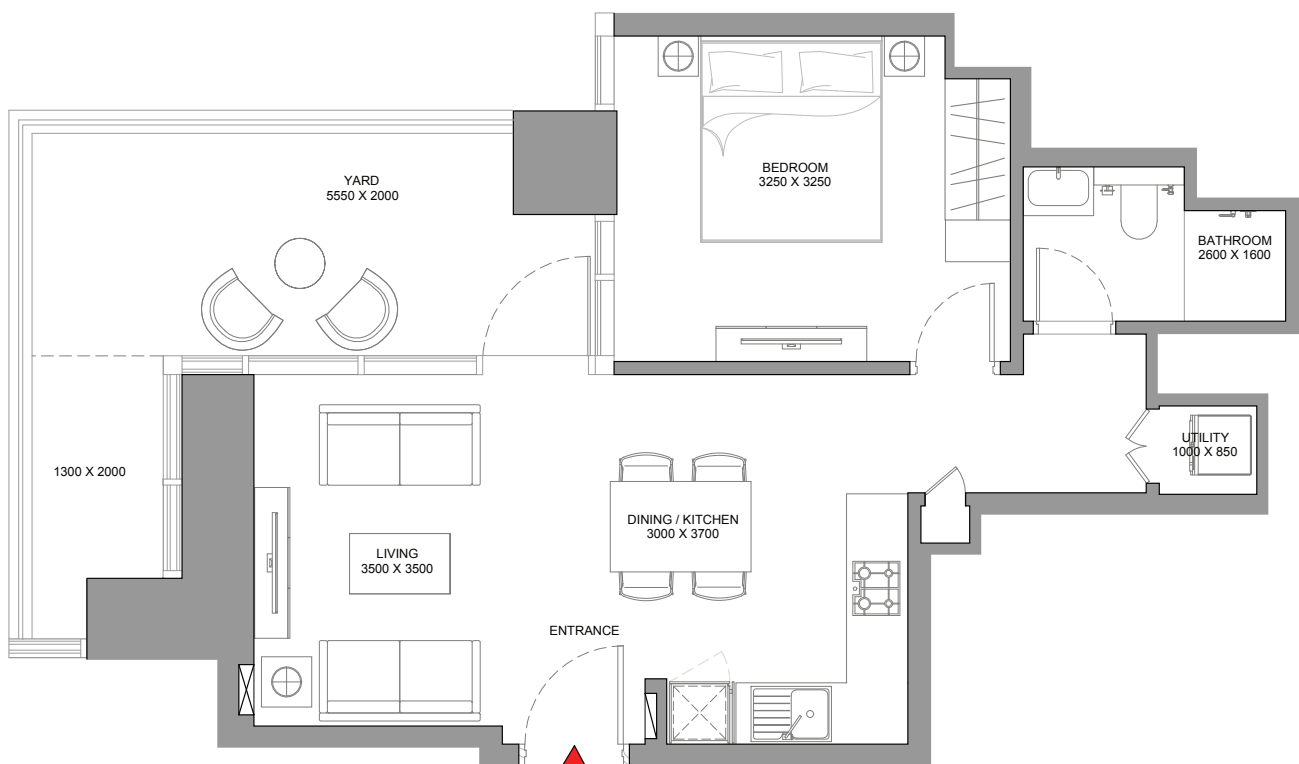 BEDROOM
3250 X 3250
YARD
5550 X 2000
BATHROOM
2600 X 1600
UTILITY
1000 X 850
1300 X 2000
DINING / KITCHEN
3000 X 3700
LIVING
3500 X 3500
ENTRANCE